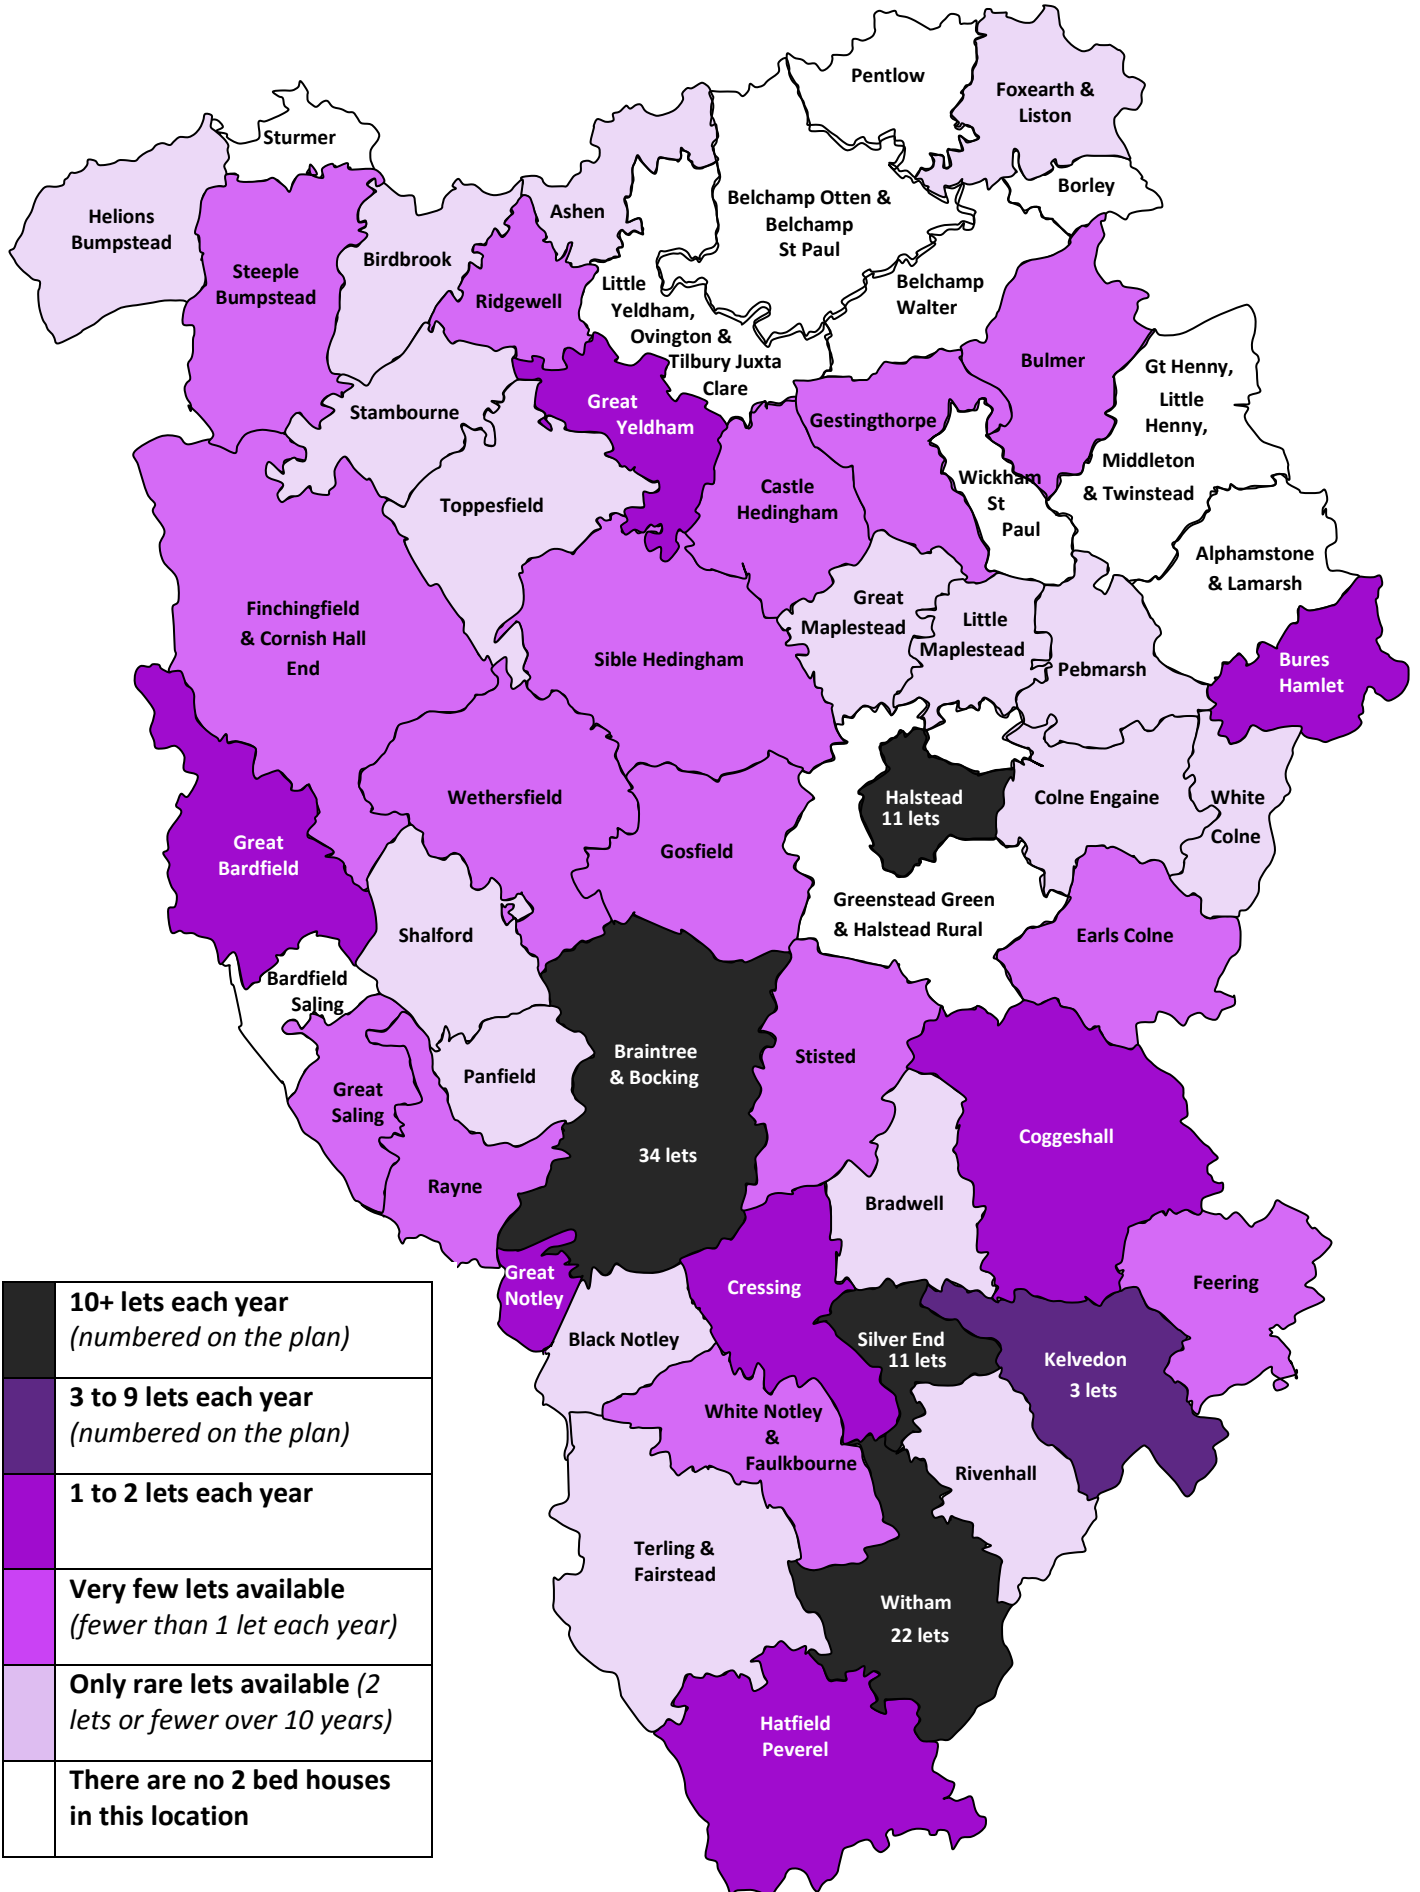 Pentlow
Foxearth &
Liston
Sturmer
Borley
Helions
Bumpstead
Ashen
Belchamp Otten &
Belchamp
St Paul
Birdbrook
Steeple
Bumpstead
Ridgewell
Little
Yeldham,
Ovington &
Tilbury Juxta
Clare
Belchamp
Walter
Bulmer
Gt Henny,
Little
Henny,
Middleton
& Twinstead
Stambourne
Great
Yeldham
Gestingthorpe
Wickham
St
Paul
Castle
Hedingham
Toppesfield
Alphamstone
& Lamarsh
Finchingfield
& Cornish Hall
End
Great
Maplestead
Little
Maplestead
Sible Hedingham
Pebmarsh
Bures
Hamlet
Wethersfield
Halstead
11 lets
Colne Engaine
White
Colne
Great
Bardfield
Gosfield
Greenstead Green
& Halstead Rural
Shalford
Earls Colne
Bardfield
Saling
Braintree
& Bocking
34 lets
Stisted
Panfield
Great
Saling
Coggeshall
Rayne
Bradwell
Great
Notley
Cressing
Feering
Black Notley
Silver End
11 lets
Kelvedon
3 lets
White Notley
&
Faulkbourne
Rivenhall
Terling &
Fairstead
Witham
22 lets
Hatfield
Peverel
10+ lets each year
(numbered on the plan)
3 to 9 lets each year
(numbered on the plan)
1 to 2 lets each year
Very few lets available
(fewer than 1 let each year)
Only rare lets available (2
lets or fewer over 10 years)
There are no 2 bed houses
in this location